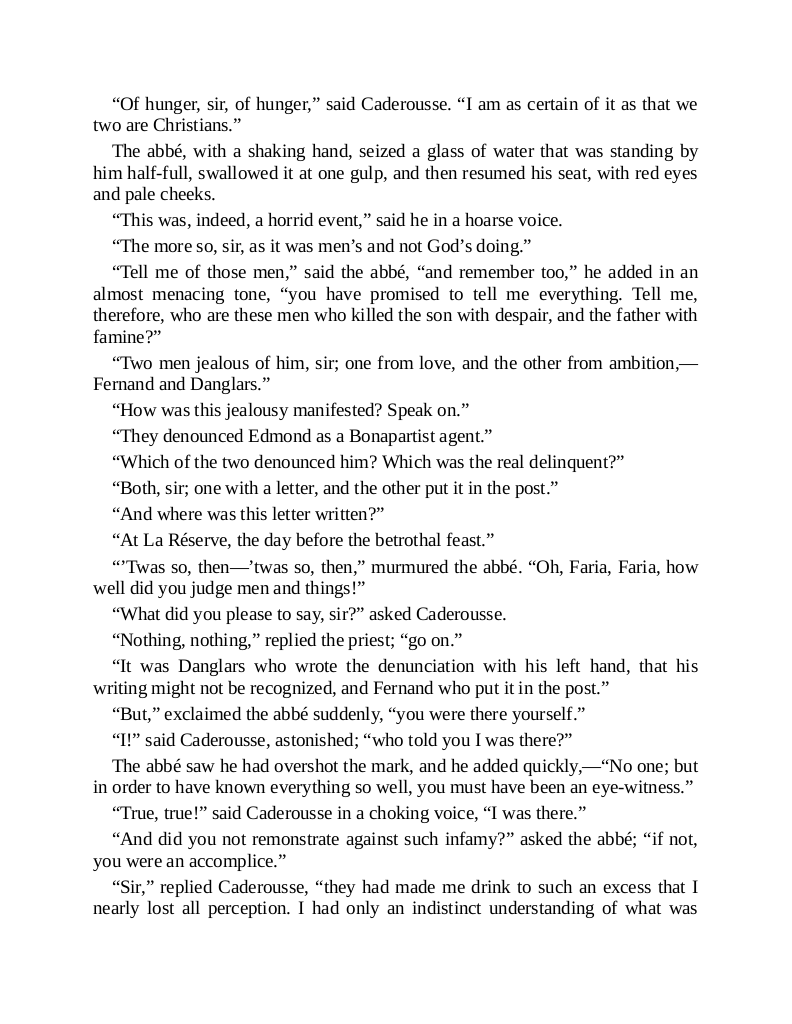 “Of hunger, sir, of hunger,” said Caderousse. “I am as certain of it as that we
two are Christians.”
The abbé, with a shaking hand, seized a glass of water that was standing by
him half-full, swallowed it at one gulp, and then resumed his seat, with red eyes
and pale cheeks.
“This was, indeed, a horrid event,” said he in a hoarse voice.
“The more so, sir, as it was men’s and not God’s doing.”
“Tell me of those men,” said the abbé, “and remember too,” he added in an
almost menacing tone, “you have promised to tell me everything. Tell me,
therefore, who are these men who killed the son with despair, and the father with
famine?”
“Two men jealous of him, sir; one from love, and the other from ambition,—
Fernand and Danglars.”
“How was this jealousy manifested? Speak on.”
“They denounced Edmond as a Bonapartist agent.”
“Which of the two denounced him? Which was the real delinquent?”
“Both, sir; one with a letter, and the other put it in the post.”
“And where was this letter written?”
“At La Réserve, the day before the betrothal feast.”
“’Twas so, then—’twas so, then,” murmured the abbé. “Oh, Faria, Faria, how
well did you judge men and things!”
“What did you please to say, sir?” asked Caderousse.
“Nothing, nothing,” replied the priest; “go on.”
“It was Danglars who wrote the denunciation with his left hand, that his
writing might not be recognized, and Fernand who put it in the post.”
“But,” exclaimed the abbé suddenly, “you were there yourself.”
“I!” said Caderousse, astonished; “who told you I was there?”
The abbé saw he had overshot the mark, and he added quickly,—“No one; but
in order to have known everything so well, you must have been an eye-witness.”
“True, true!” said Caderousse in a choking voice, “I was there.”
“And did you not remonstrate against such infamy?” asked the abbé; “if not,
you were an accomplice.”
“Sir,” replied Caderousse, “they had made me drink to such an excess that I
nearly lost all perception. I had only an indistinct understanding of what was